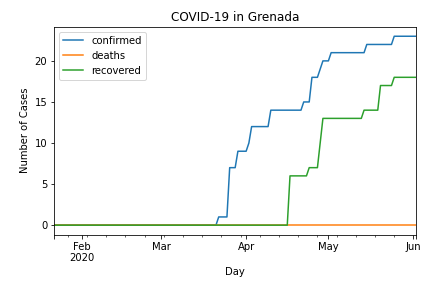 COVID-19 in Grenada
confirmed
deaths
recovered
Number of Cases
20
15
10
5
0
Feb
2020
Mar
Apr
May
Jun
Day